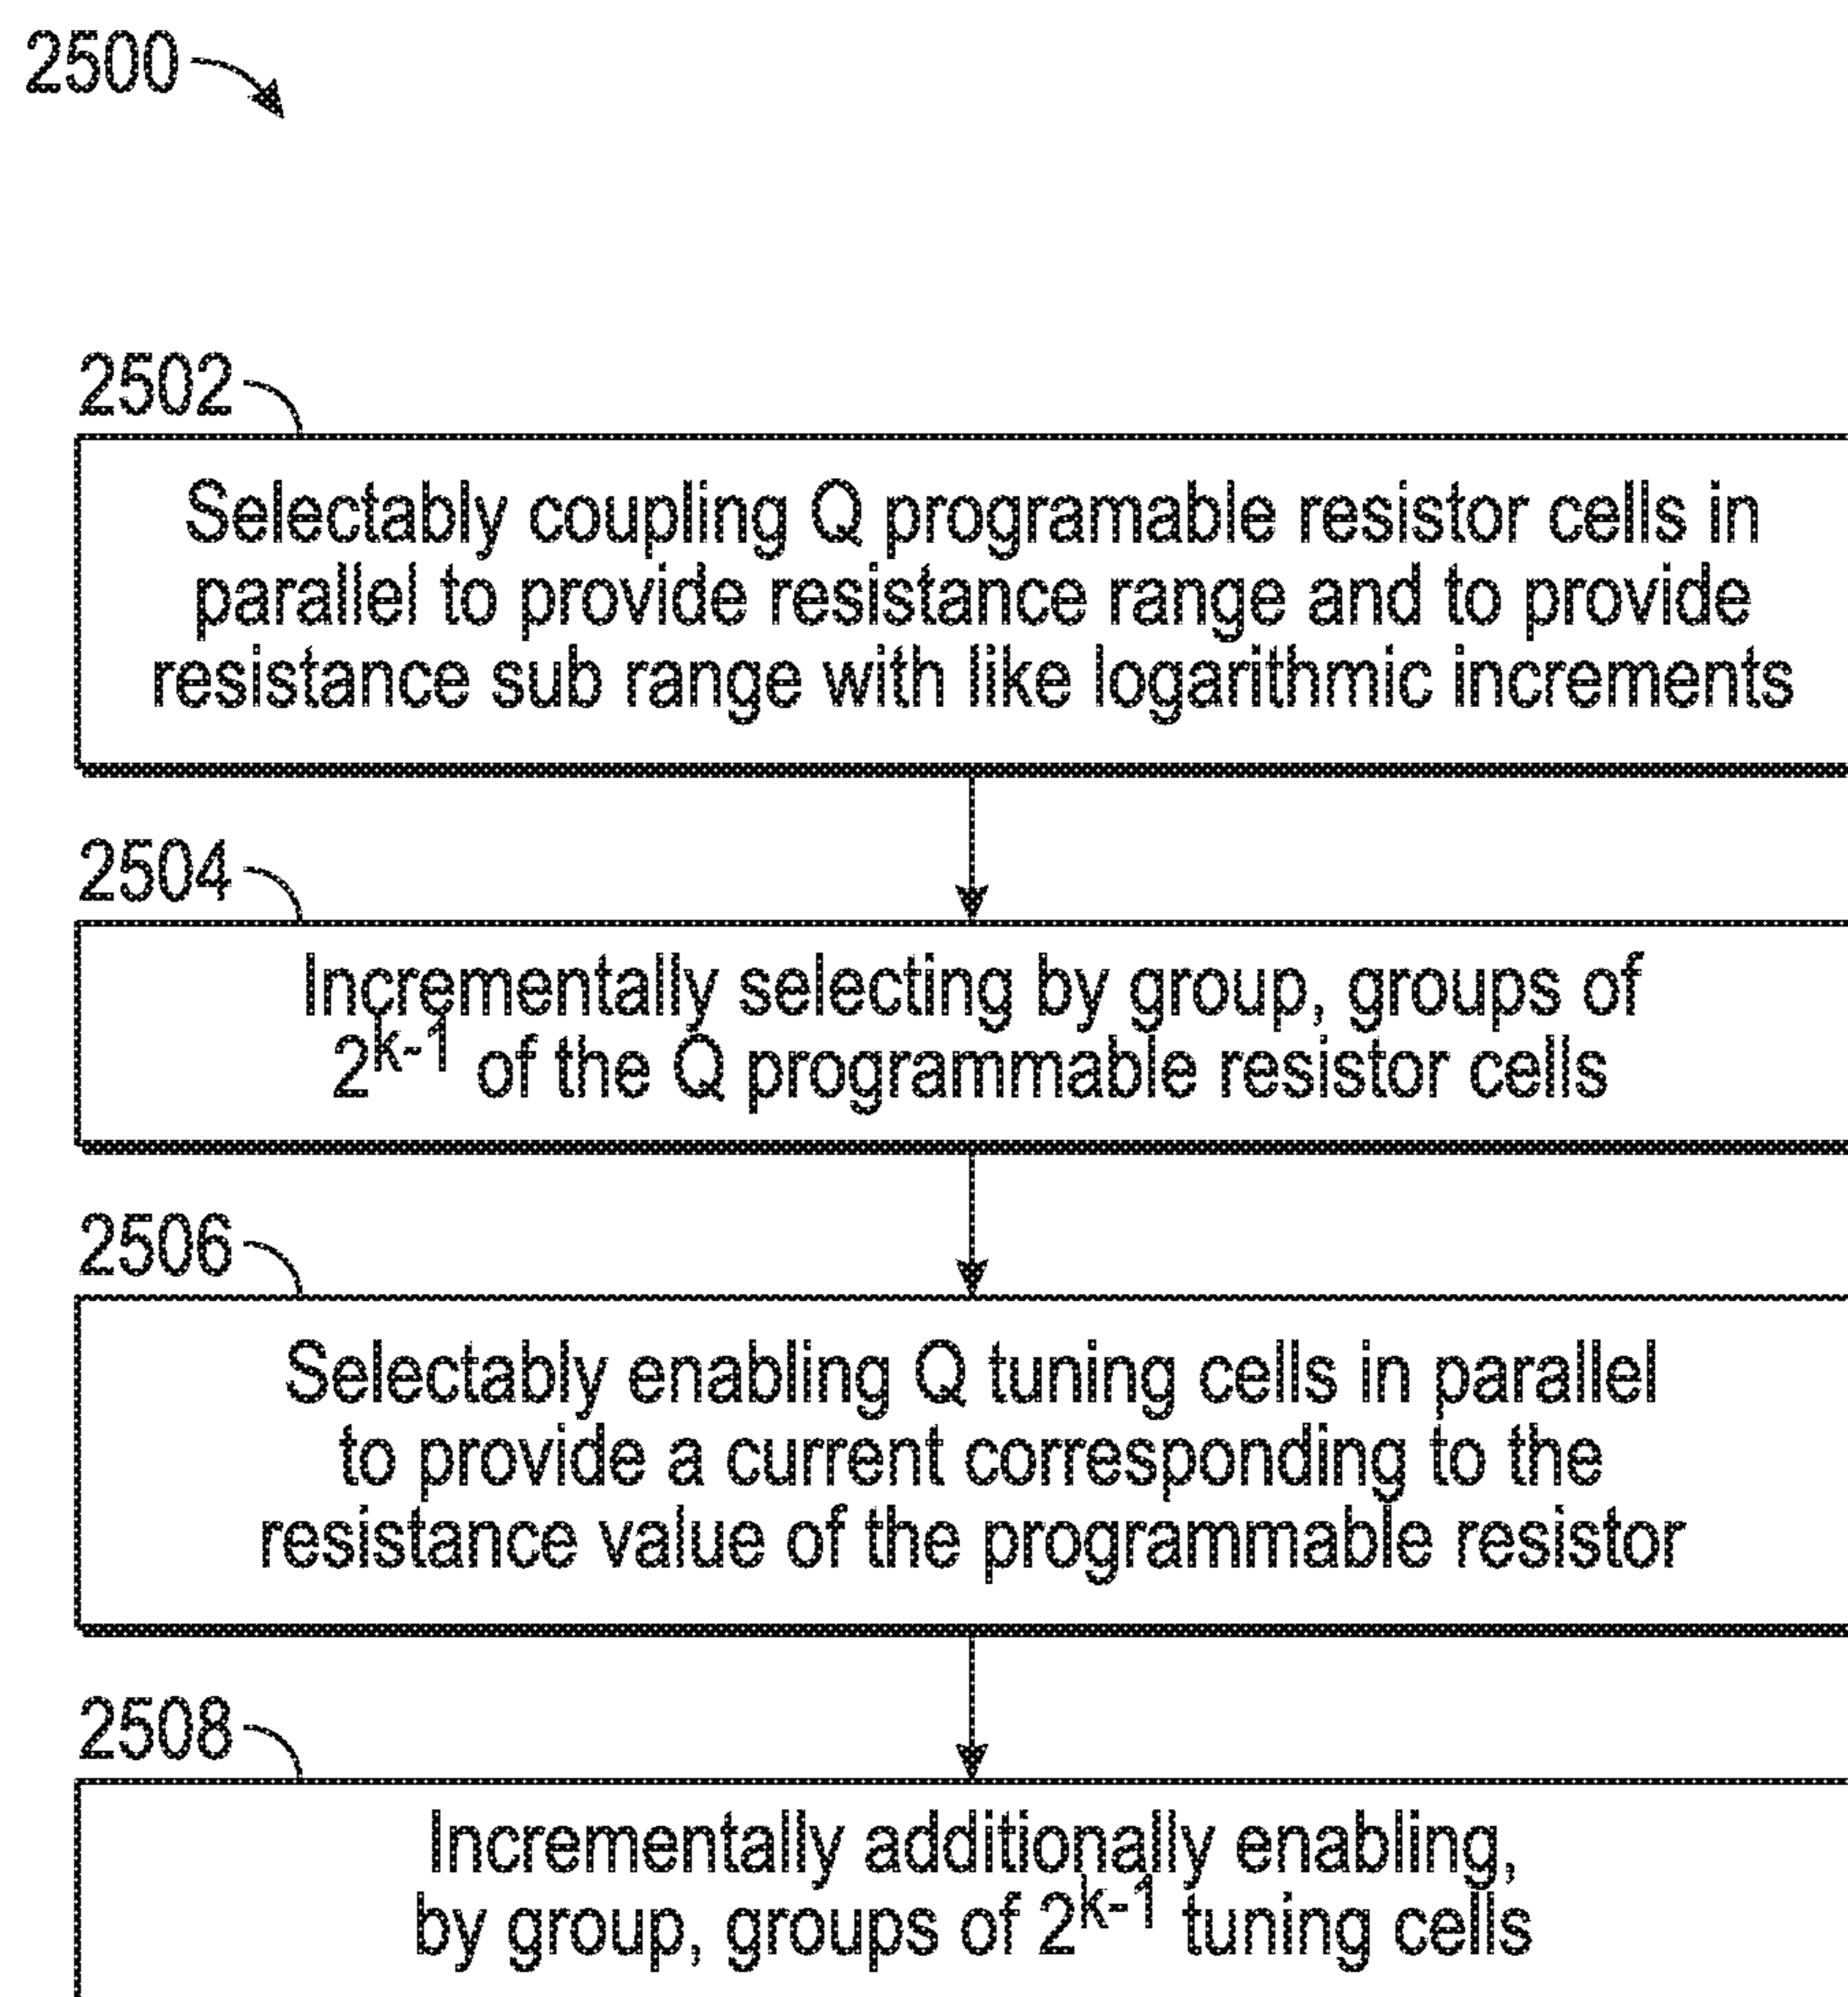 2500
2502
Selectably coupling Q programable resistor cells in
parallel to provide resistance range and to provide
resistance sub range with like logarithmic increments
2504
Incrementally selecting by group, groups of
2^k-1 of the Q programmable resistor cells
2506
Selectably enabling Q tuning cells in parallel
to provide a current corresponding to the
resistance value of the programmable resistor
2508
Incrementally additionally enabling,
by group, groups of 2^k-1 tuning cells